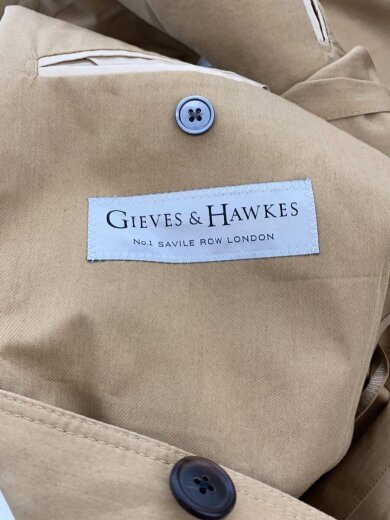 GIEVES & HAWKES
No.1 SAVILE ROW LONDON